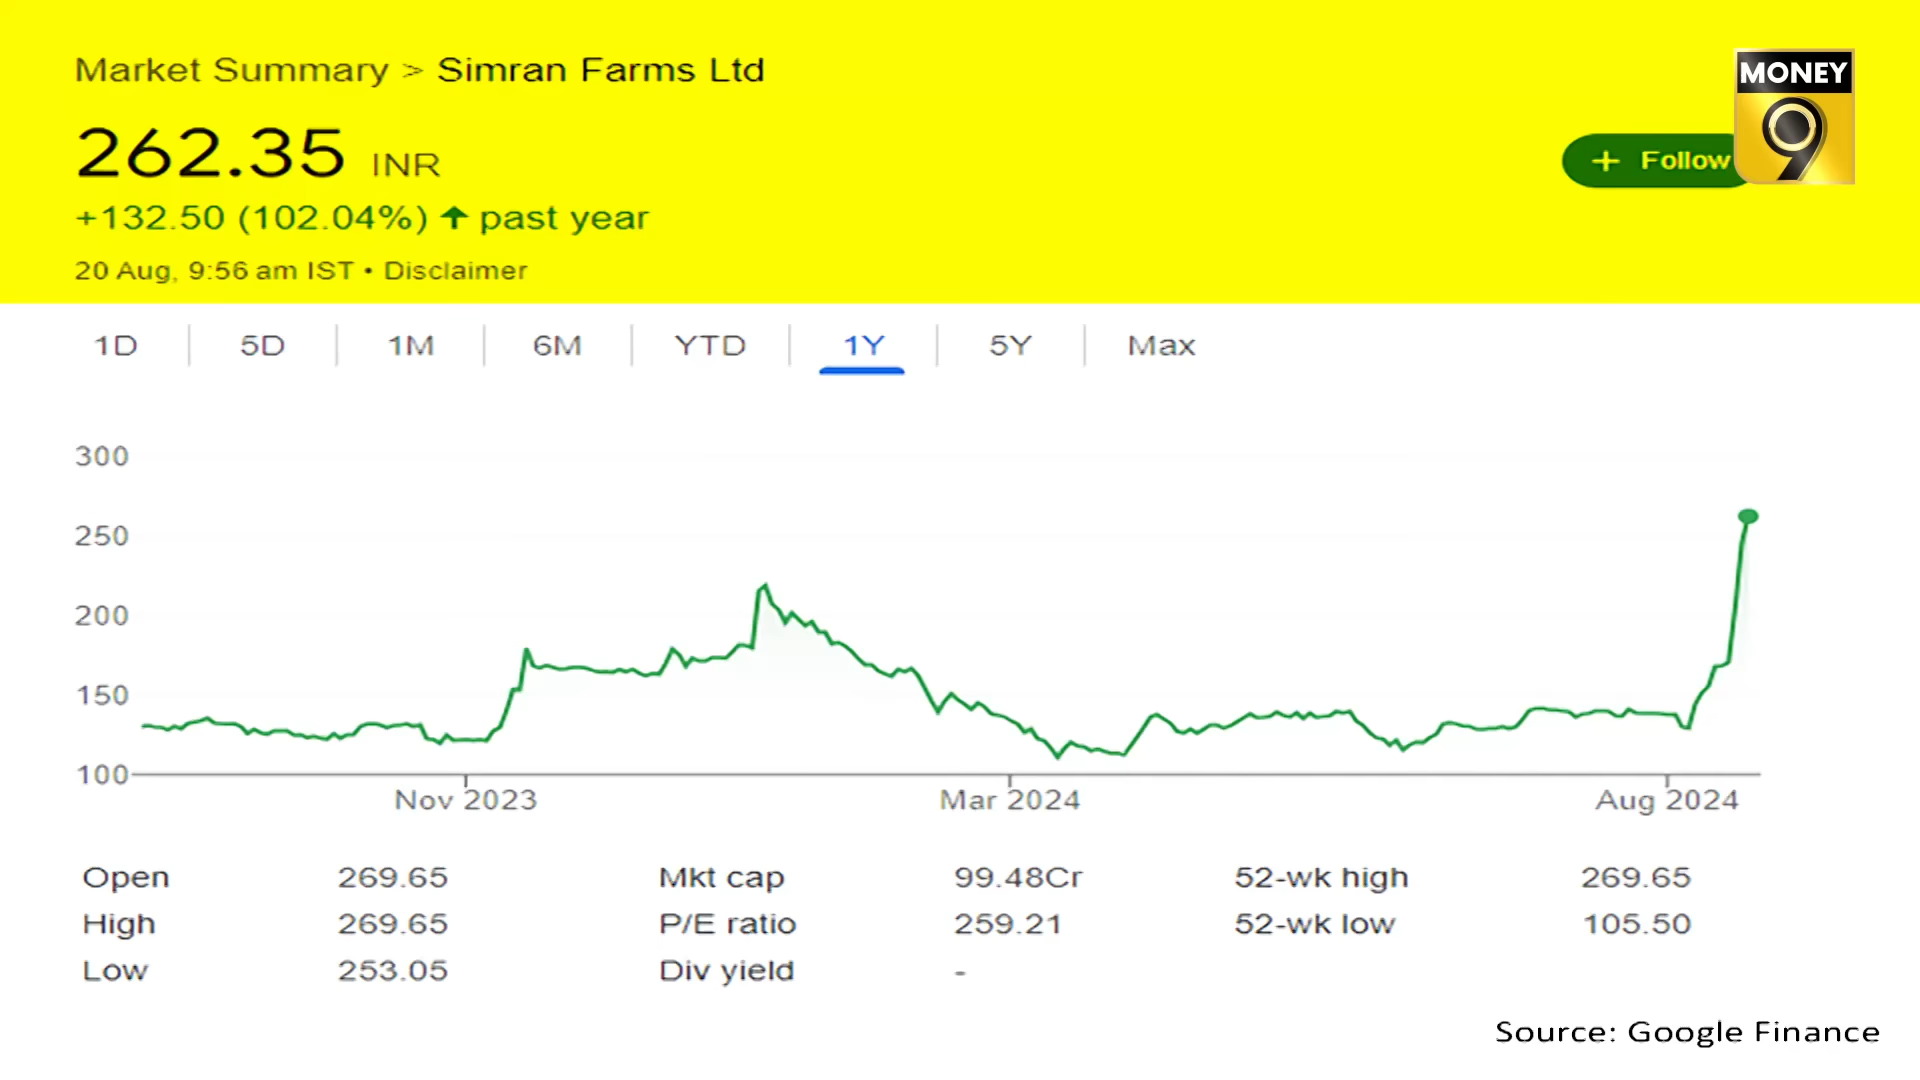 Market Summary > Simran Farms Ltd
MONEY
9
262.35 INR
+ Follow
+132.50 (102.04%) ↑ past year
20 Aug, 9:56 am IST • Disclaimer
1D 5D 1M 6M YTD 1Y 5Y Max
300
250
200
150
100
Nov 2023 Mar 2024 Aug 2024
Open 269.65 Mkt cap 99.48Cr 52-wk high 269.65
High 269.65 P/E ratio 259.21 52-wk low 105.50
Low 253.05 Div yield -
Source: Google Finance